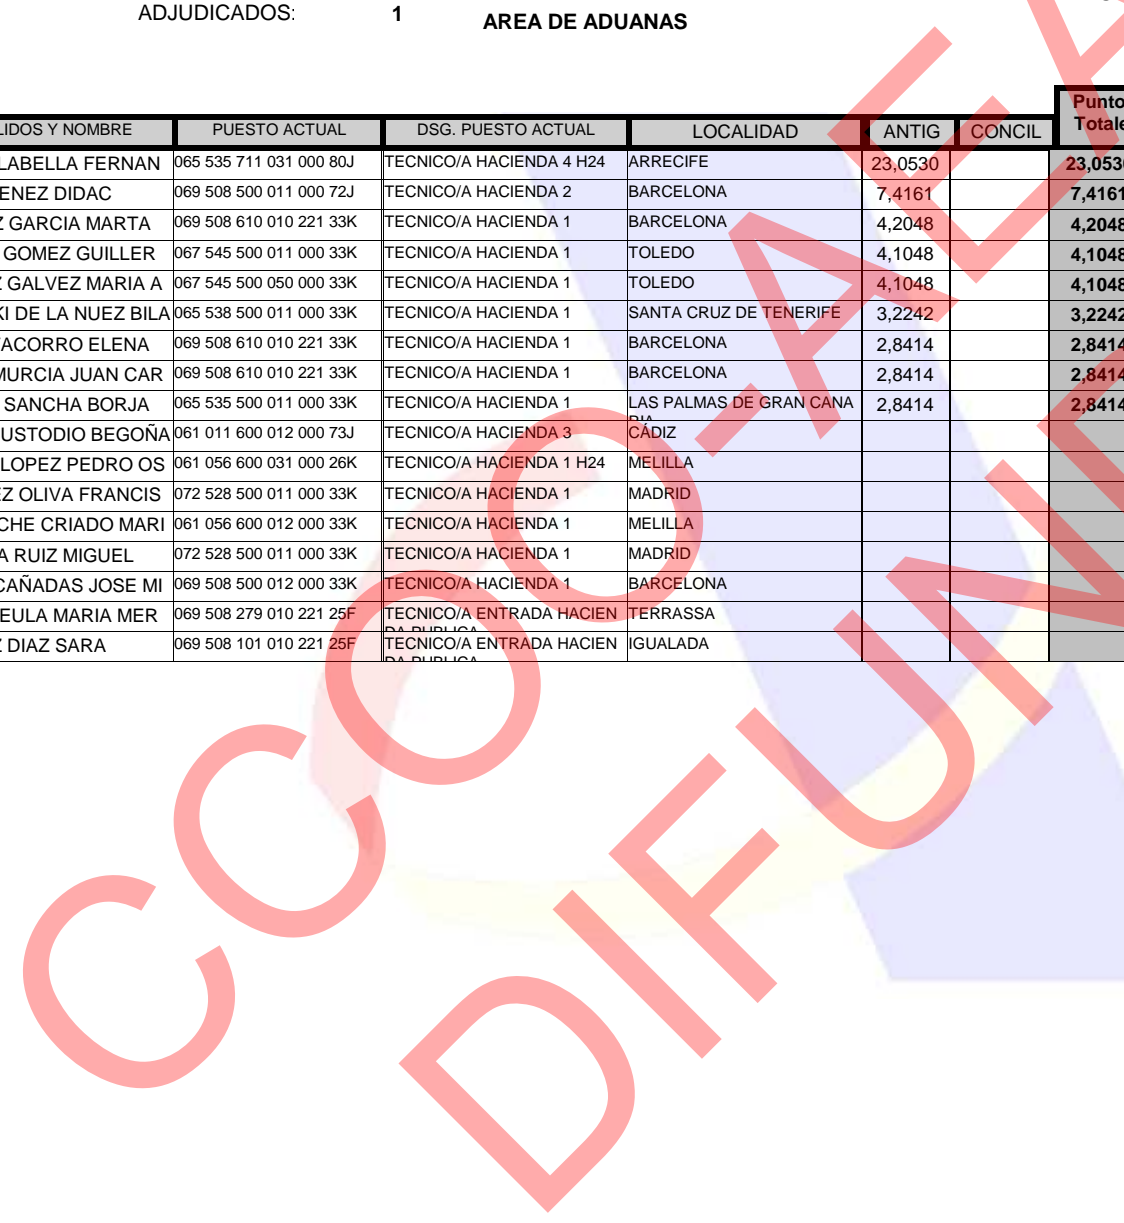 ADJUDICADOS: 1 AREA DE ADUANAS
Punto
LIDOS Y NOMBRE PUESTO ACTUAL DSG. PUESTO ACTUAL LOCALIDAD ANTIG CONCIL Totale
LABELLA FERNAN 065 535 711 031 000 80J TECNICO/A HACIENDA 4 H24 ARRECIFE 23,0530 23,0530
ENEZ DIDAC 069 508 500 011 000 72J TECNICO/A HACIENDA 2 BARCELONA 7,4161 7,4161
Z GARCIA MARTA 069 508 610 010 221 33K TECNICO/A HACIENDA 1 BARCELONA 4,2048 4,2048
GOMEZ GUILLER 067 545 500 011 000 33K TECNICO/A HACIENDA 1 TOLEDO 4,1048 4,1048
Z GALVEZ MARIA A 067 545 500 050 000 33K TECNICO/A HACIENDA 1 TOLEDO 4,1048 4,1048
KI DE LA NUEZ BILA 065 538 500 011 000 33K TECNICO/A HACIENDA 1 SANTA CRUZ DE TENERIFE 3,2242 3,2242
TACORRO ELENA 069 508 610 010 221 33K TECNICO/A HACIENDA 1 BARCELONA 2,8414 2,8414
MURCIA JUAN CAR 069 508 610 010 221 33K TECNICO/A HACIENDA 1 BARCELONA 2,8414 2,8414
SANCHA BORJA 065 535 500 011 000 33K TECNICO/A HACIENDA 1 LAS PALMAS DE GRAN CANA 2,8414 2,8414
RIA
USTODIO BEGOÑA 061 011 600 012 000 73J TECNICO/A HACIENDA 3 CÁDIZ
LOPEZ PEDRO OS 061 056 600 031 000 26K TECNICO/A HACIENDA 1 H24 MELILLA
EZ OLIVA FRANCIS 072 528 500 011 000 33K TECNICO/A HACIENDA 1 MADRID
CHE CRIADO MARI 061 056 600 012 000 33K TECNICO/A HACIENDA 1 MELILLA
A RUIZ MIGUEL 072 528 500 011 000 33K TECNICO/A HACIENDA 1 MADRID
CAÑADAS JOSE MI 069 508 500 012 000 33K TECNICO/A HACIENDA 1 BARCELONA
EULA MARIA MER 069 508 279 010 221 25F TECNICO/A ENTRADA HACIEN TERRASSA
DA PUBLICA
Z DIAZ SARA 069 508 101 010 221 25F TECNICO/A ENTRADA HACIEN IGUALADA
DA PUBLICA
CCOO-AEA
DIFUND